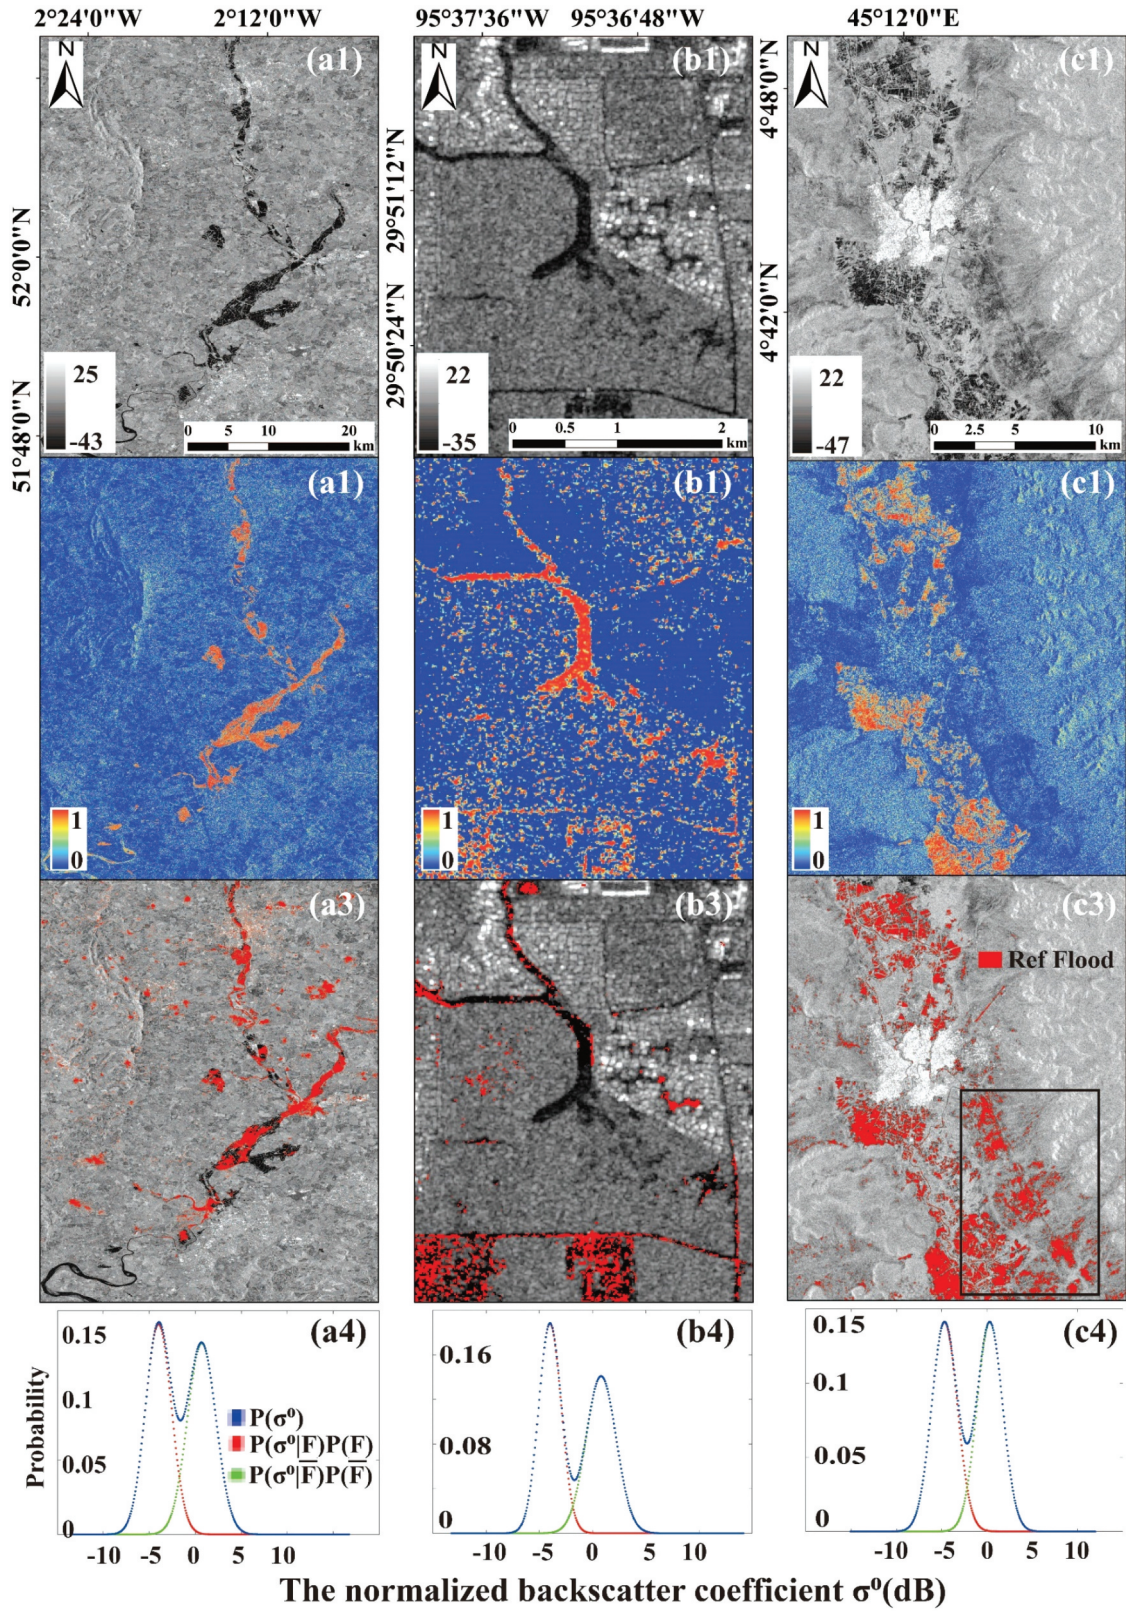 2°24'0"W 2°12'0"W 95°37'36"W 95°36'48"W 45°12'0"E
N (a1) N (b1) N (c1)
52°0'0"N
51°48'0"N
29°51'12"N
29°50'24"N
4°48'0"N
4°42'0"N
25
-43
0 5 10 20
km
22
-35
0 0.5 1 2
km
22
-47
0 2.5 5 10
km
(a1) (b1) (c1)
1
0
1
0
1
0
(a3) (b3) (c3)
Ref Flood
(a4) (b4) (c4)
Probability
0.15
0.1
0.05
0
P(σ⁰)
P(σ⁰|F)P(F)
P(σ⁰|F̅)P(F̅)
-10 -5 0 5 10
0.16
0.08
0
-10 -5 0 5 10
0.15
0.1
0.05
0
-10 -5 0 5 10
The normalized backscatter coefficient σ⁰(dB)